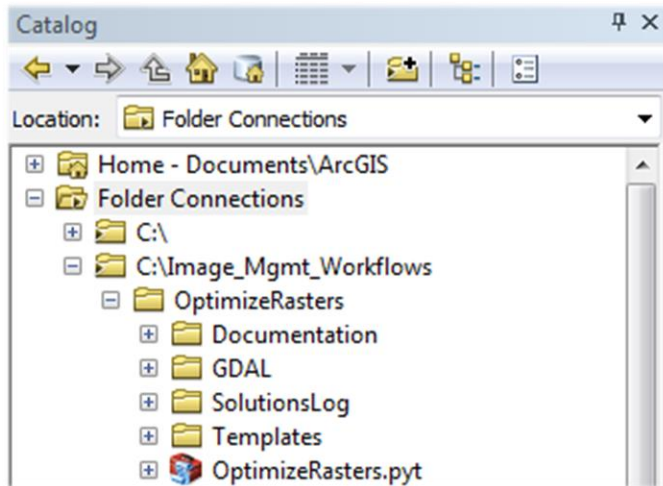 Catalog
Location: Folder Connections
Home - Documents\ArcGIS
Folder Connections
C:\
C:\Image_Mgmt_Workflows
OptimizeRasters
Documentation
GDAL
SolutionsLog
Templates
OptimizeRasters.pyt